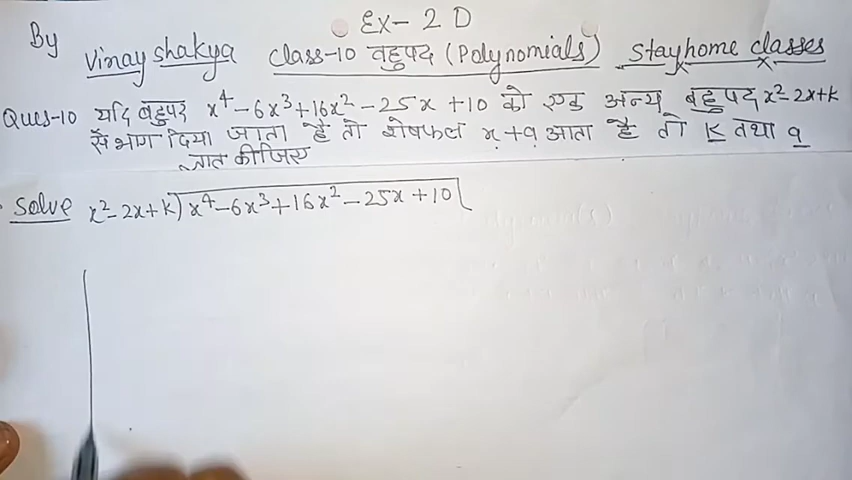 Ex-2D
By Vinay shakya Class-10 बहुपद (Polynomials) Stayhome classes
Ques-10 यदि बहुपद x⁴-6x³+16x²-25x+10 को एक अन्य बहुपद x²-2x+k
से भाग दिया जाता है तो शेषफल x+a आता है तो k तथा a
ज्ञात कीजिए
Solve x²-2x+k) x⁴-6x³+16x²-25x+10 (